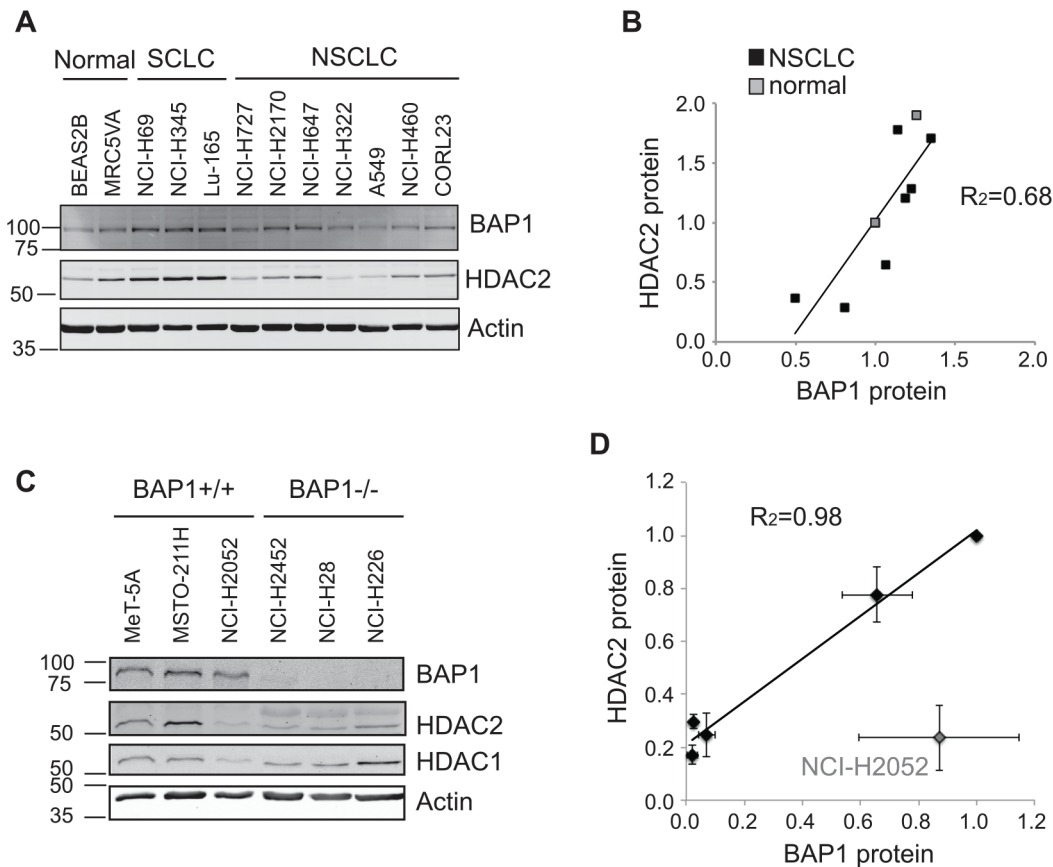 A
Normal SCLC NSCLC
BEAS2B
MRC5VA
NCI-H69
NCI-H345
Lu-165
NCI-H727
NCI-H2170
NCI-H647
NCI-H322
A549
NCI-H460
CORL23
100
75
BAP1
50
HDAC2
35
Actin
B
NSCLC
normal
HDAC2 protein
2.0
1.5
1.0
0.5
0.0
R2=0.68
0.0 0.5 1.0 1.5 2.0
BAP1 protein
C
BAP1+/+ BAP1-/-
MeT-5A
MSTO-211H
NCI-H2052
NCI-H2452
NCI-H28
NCI-H226
100
75
BAP1
50
HDAC2
50
HDAC1
50
35
Actin
D
HDAC2 protein
1.2
1.0
0.8
0.6
0.4
0.2
0.0
R2=0.98
NCI-H2052
0.0 0.2 0.4 0.6 0.8 1.0 1.2
BAP1 protein